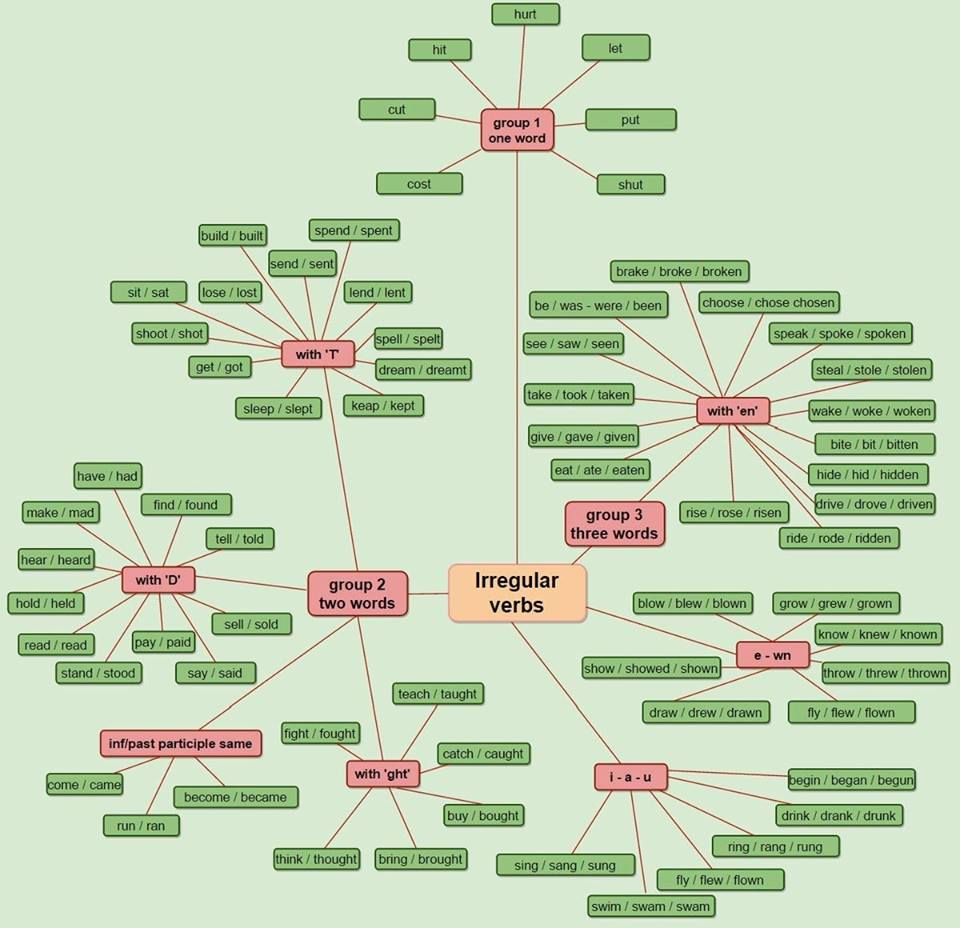 hurt
hit
let
cut
put
group 1
one word
cost
shut
build / built
spend / spent
send / sent
sit / sat
lose / lost
lend / lent
shoot / shot
spell / spelt
with 'T'
get / got
dream / dreamt
sleep / slept
keap / kept
brake / broke / broken
be / was - were / been
choose / chose chosen
see / saw / seen
speak / spoke / spoken
steal / stole / stolen
take / took / taken
with 'en'
wake / woke / woken
give / gave / given
bite / bit / bitten
eat / ate / eaten
hide / hid / hidden
rise / rose / risen
drive / drove / driven
ride / rode / ridden
group 3
three words
have / had
find / found
make / mad
tell / told
hear / heard
with 'D'
hold / held
sell / sold
read / read
pay / paid
stand / stood
say / said
group 2
two words
Irregular
verbs
blow / blew / blown
grow / grew / grown
know / knew / known
e - wn
show / showed / shown
throw / threw / thrown
draw / drew / drawn
fly / flew / flown
inf/past participle same
come / came
become / became
run / ran
teach / taught
fight / fought
catch / caught
with 'ght'
buy / bought
think / thought
bring / brought
i - a - u
begin / began / begun
drink / drank / drunk
ring / rang / rung
sing / sang / sung
fly / flew / flown
swim / swam / swam